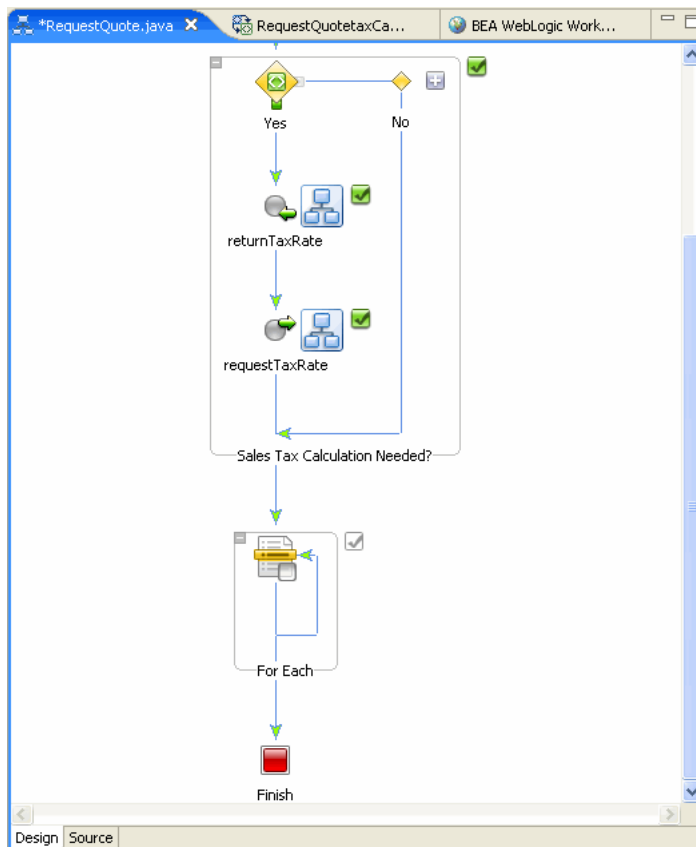 *RequestQuote.java
RequestQuotetaxCa...
BEA WebLogic Work...
Yes
No
returnTaxRate
requestTaxRate
Sales Tax Calculation Needed?
For Each
Finish
Design
Source